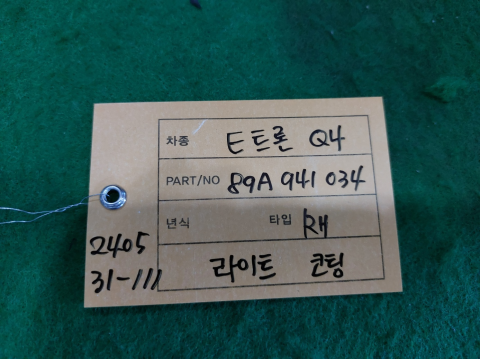 차종 E트론 Q4
PART/NO 89A 941 034
년식 타입 RH
라이트 코팅
2405
31-111